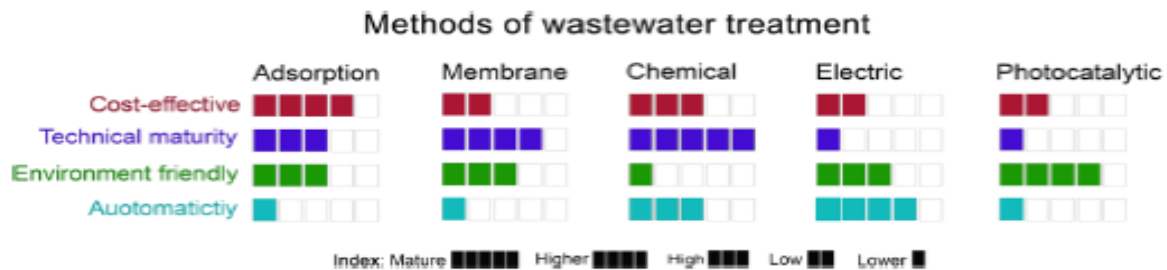 Methods of wastewater treatment
Adsorption Membrane Chemical Electric Photocatalytic
Cost-effective
Technical maturity
Environment friendly
Auotomatictiy
Index: Mature Higher High Low Lower